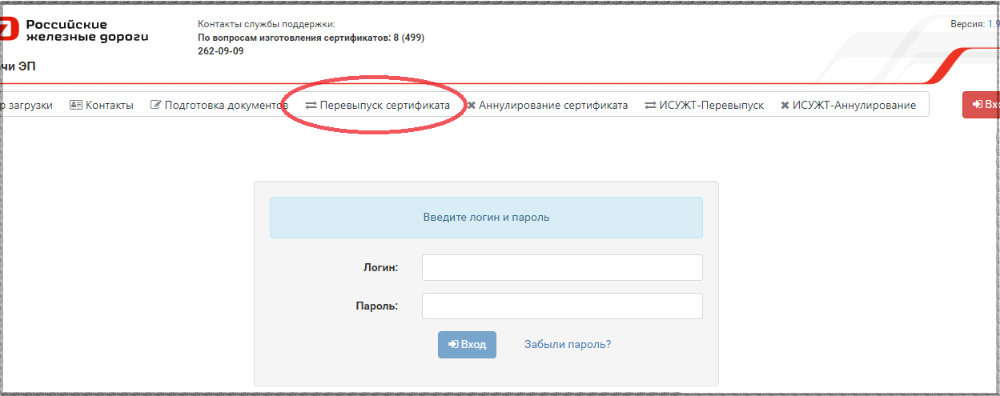 Российские
железные дороги
Контакты службы поддержки:
По вопросам изготовления сертификатов: 8 (499)
262-09-09
Версия: 1.9
чи ЭП
р загрузки Контакты Подготовка документов Перевыпуск сертификата Аннулирование сертификата ИСУЖТ-Перевыпуск ИСУЖТ-Аннулирование Вхо
Введите логин и пароль
Логин:
Пароль:
Вход Забыли пароль?